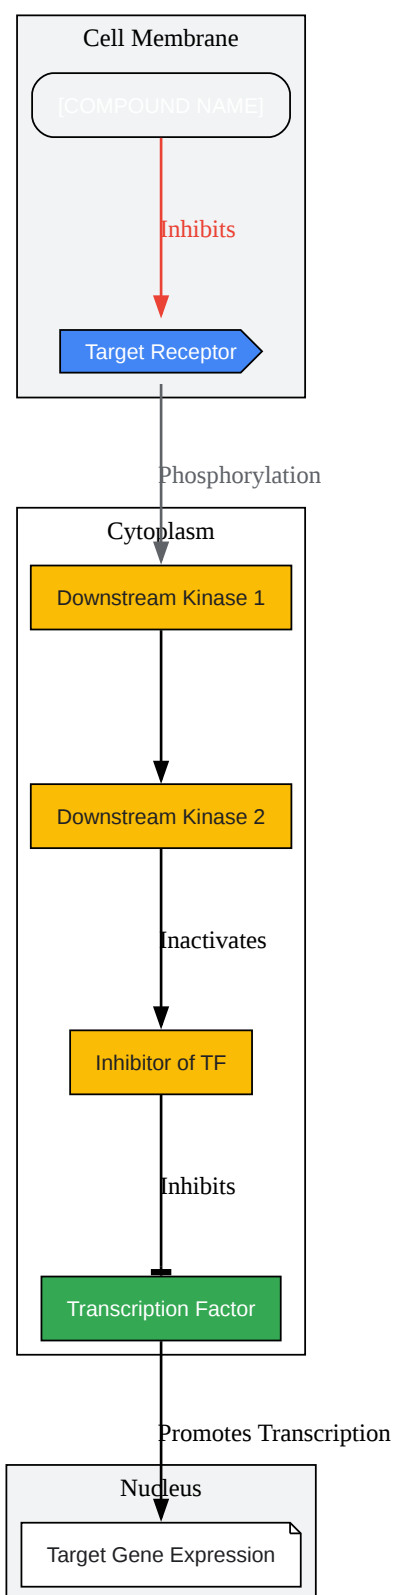 Cell Membrane
[COMPOUND NAME]
Inhibits
Target Receptor
Phosphorylation
Cytoplasm
Downstream Kinase 1
Downstream Kinase 2
Inactivates
Inhibitor of TF
Inhibits
Transcription Factor
Promotes Transcription
Nucleus
Target Gene Expression